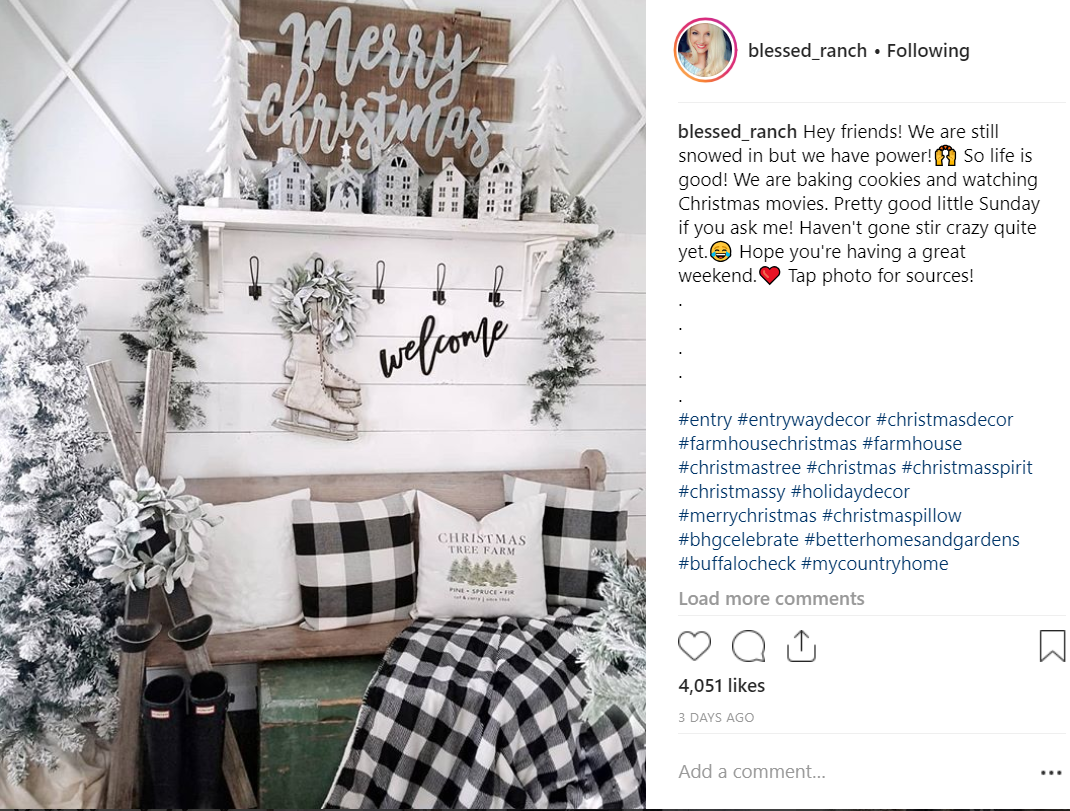 Merry
Christmas
welcome
CHRISTMAS
TREE FARM
PINE • SPRUCE • FIR
blessed_ranch • Following
blessed_ranch Hey friends! We are still
snowed in but we have power!🙌 So life is
good! We are baking cookies and watching
Christmas movies. Pretty good little Sunday
if you ask me! Haven't gone stir crazy quite
yet.😂 Hope you're having a great
weekend.❤️ Tap photo for sources!
.
.
.
.
.
#entry #entrywaydecor #christmasdecor
#farmhousechristmas #farmhouse
#christmastree #christmas #christmasspirit
#christmassy #holidaydecor
#merrychristmas #christmaspillow
#bhgcelebrate #betterhomesandgardens
#buffalocheck #mycountryhome
Load more comments
4,051 likes
3 DAYS AGO
Add a comment...